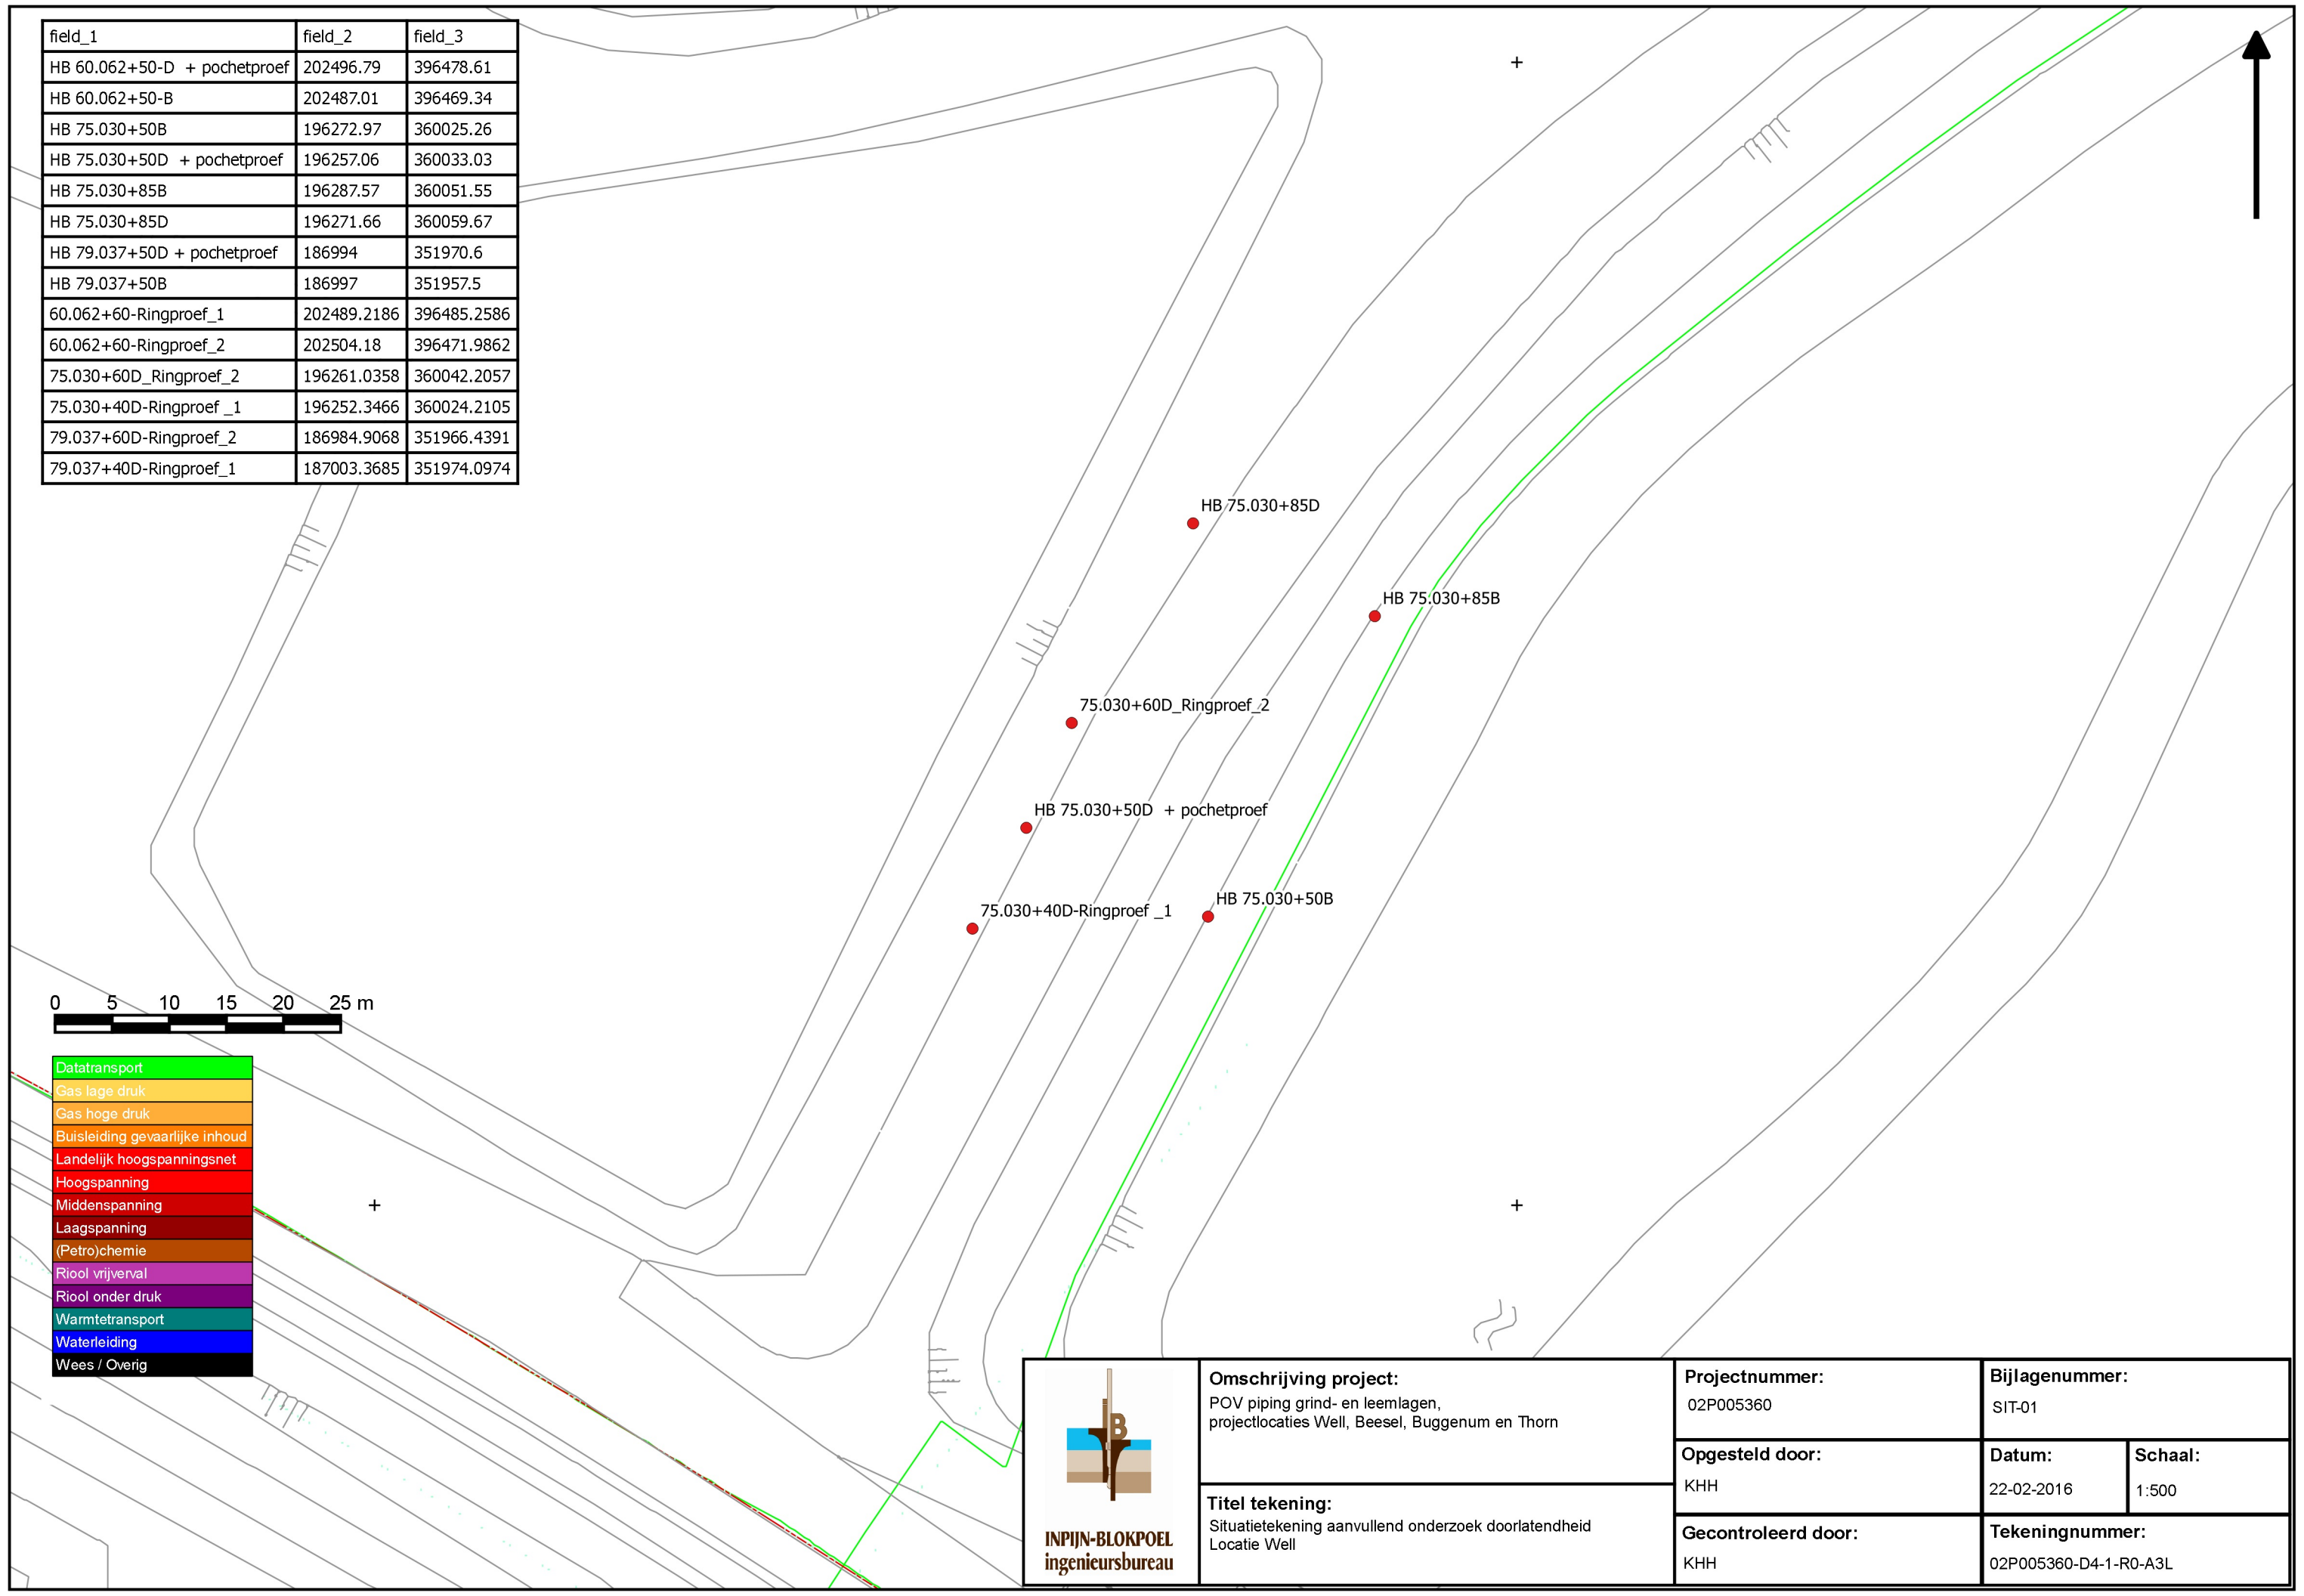 field_1 field_2 field_3
HB 60.062+50-D + pochetproef 202496.79 396478.61
HB 60.062+50-B 202487.01 396469.34
HB 75.030+50B 196272.97 360025.26
HB 75.030+50D + pochetproef 196257.06 360033.03
HB 75.030+85B 196287.57 360051.55
HB 75.030+85D 196271.66 360059.67
HB 79.037+50D + pochetproef 186994 351970.6
HB 79.037+50B 186997 351957.5
60.062+60-Ringproef_1 202489.2186 396485.2586
60.062+60-Ringproef_2 202504.18 396471.9862
75.030+60D_Ringproef_2 196261.0358 360042.2057
75.030+40D-Ringproef _1 196252.3466 360024.2105
79.037+60D-Ringproef_2 186984.9068 351966.4391
79.037+40D-Ringproef_1 187003.3685 351974.0974
HB 75.030+85D
HB 75.030+85B
75.030+60D_Ringproef_2
HB 75.030+50D + pochetproef
HB 75.030+50B
75.030+40D-Ringproef _1
0 5 10 15 20 25 m
Datatransport
Gas lage druk
Gas hoge druk
Buisleiding gevaarlijke inhoud
Landelijk hoogspanningsnet
Hoogspanning
Middenspanning
Laagspanning
(Petro)chemie
Riool vrijverval
Riool onder druk
Warmtetransport
Waterleiding
Wees / Overig
B
INPIJN-BLOKPOEL
ingenieursbureau
Omschrijving project:
POV piping grind- en leemlagen,
projectlocaties Well, Beesel, Buggenum en Thorn
Titel tekening:
Situatietekening aanvullend onderzoek doorlatendheid
Locatie Well
Projectnummer:
02P005360
Bijlagenummer:
SIT-01
Opgesteld door:
KHH
Datum:
22-02-2016
Schaal:
1:500
Gecontroleerd door:
KHH
Tekeningnummer:
02P005360-D4-1-R0-A3L